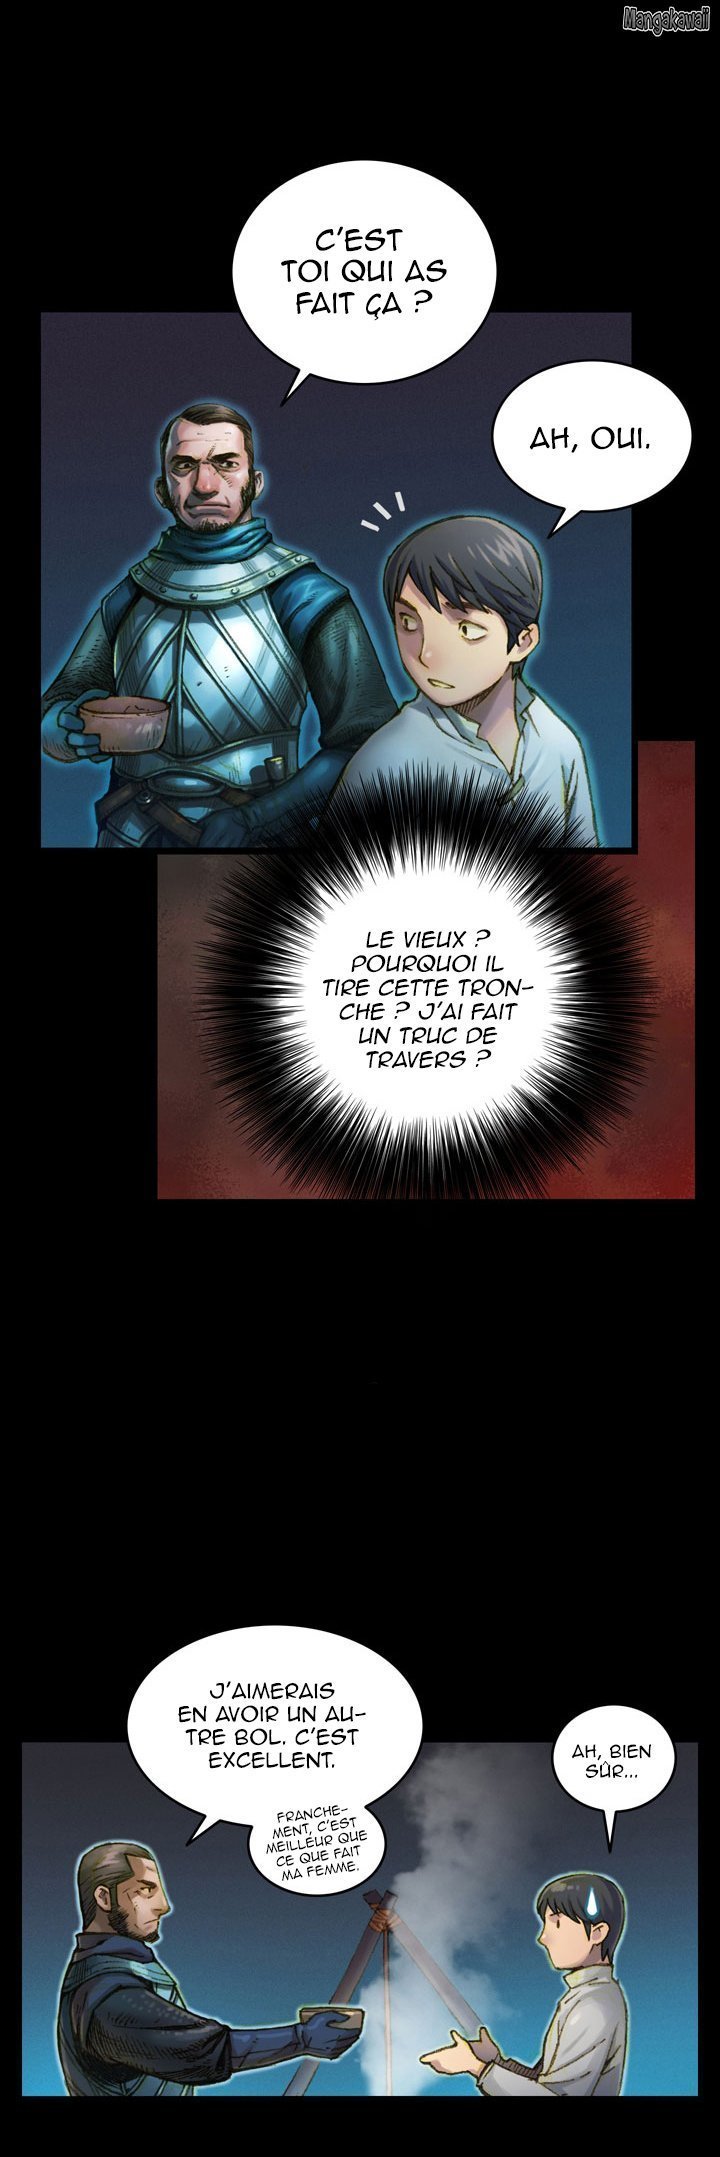 Mangakawaii
C'EST
TOI QUI AS
FAIT ÇA ?
AH, OUI.
LE VIEUX ?
POURQUOI IL
TIRE CETTE TRON-
CHE ? J'AI FAIT
UN TRUC DE
TRAVERS ?
J'AIMERAIS
EN AVOIR UN AU-
TRE BOL. C'EST
EXCELLENT.
AH, BIEN
SÛR...
FRANCHE-
MENT, C'EST
MEILLEUR QUE
CE QUE FAIT
MA FEMME.